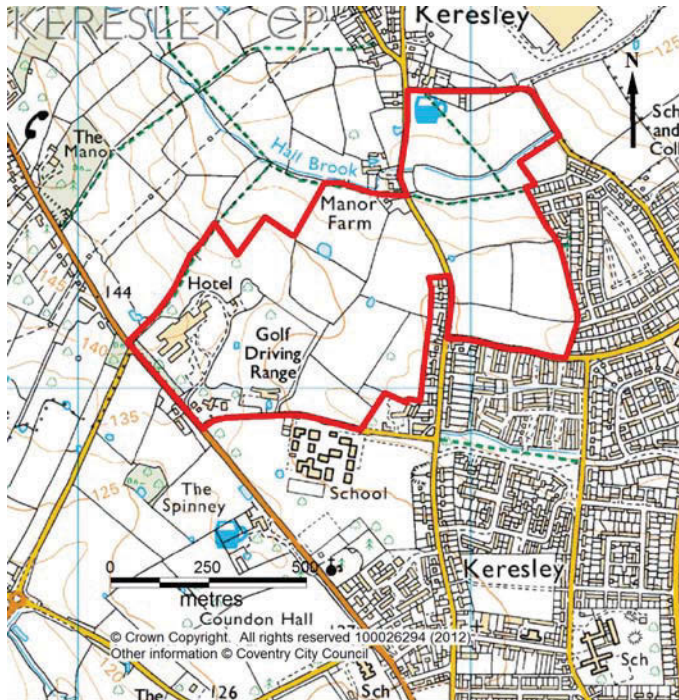 KERESLEY CP
Keresley
125
N
Sch
and
Coll
The
Manor
Hall Brook
Manor
Farm
145
144
Hotel
140
Golf
Driving
Range
135
125
School
The
Spinney
0 250 500
metres
Keresley
Coundon Hall
© Crown Copyright. All rights reserved 100026294 (2012)
Other information © Coventry City Council
120
The
126
Sch
Sch